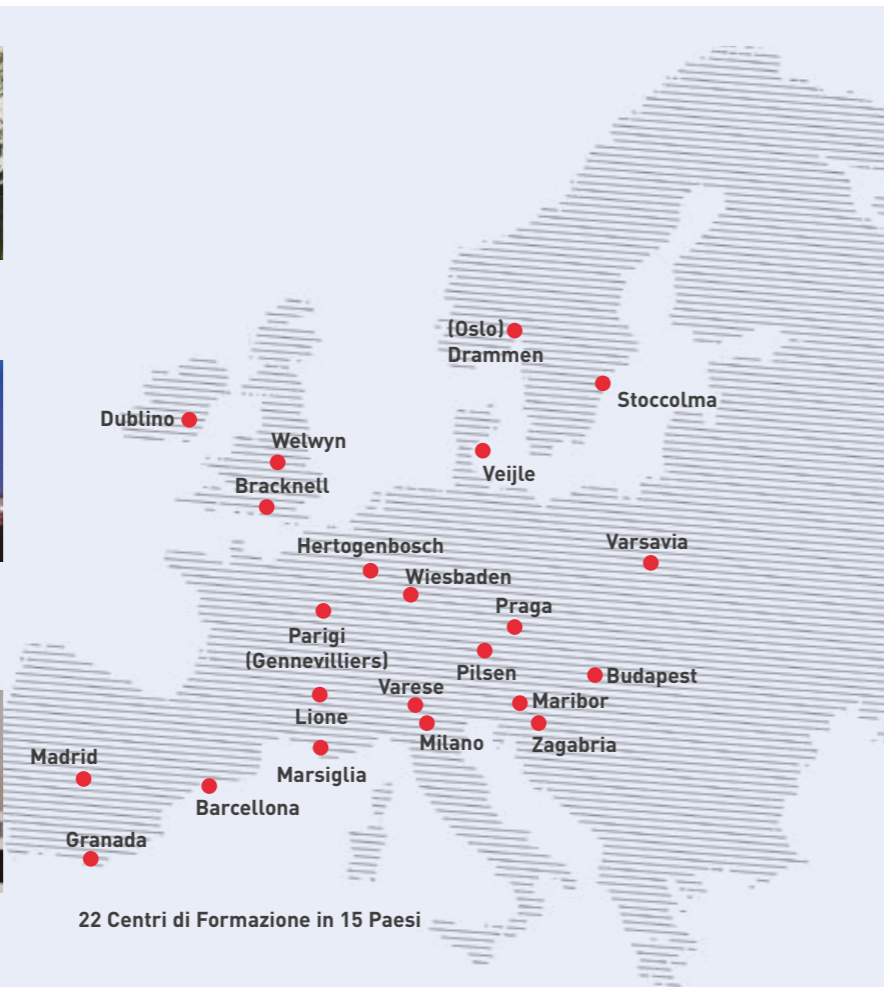 (Oslo)
Drammen
Stoccolma
Dublino
Welwyn
Veijle
Bracknell
Hertogenbosch
Varsavia
Wiesbaden
Praga
Parigi
(Gennevilliers)
Pilsen
Budapest
Varese
Maribor
Lione
Milano
Zagabria
Madrid
Marsiglia
Barcellona
Granada
22 Centri di Formazione in 15 Paesi